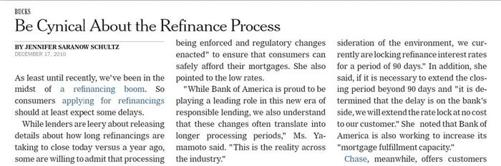 BUCKS
Be Cynical About the Refinance Process
BY JENNIFER SARANOW SCHULTZ
DECEMBER 17, 2010
As least until recently, we've been in the
midst of a refinancing boom. So
consumers applying for refinancings
should at least expect some delays.
While lenders are leery about releasing
details about how long refinancings are
taking to close today versus a year ago,
some are willing to admit that processing
being enforced and regulatory changes
enacted" to ensure that consumers can
safely afford their mortgages. She also
pointed to the low rates.
"While Bank of America is proud to be
playing a leading role in this new era of
responsible lending, we also understand
that these changes often translate into
longer processing periods," Ms. Ya-
mamoto said. "This is the reality across
the industry."
sideration of the environment, we cur-
rently are locking refinance interest rates
for a period of 90 days." In addition, she
said, if it is necessary to extend the clos-
ing period beyond 90 days and "it is de-
termined that the delay is on the bank's
side, we will extend the rate lock at no cost
to our customer." She noted that Bank of
America is also working to increase its
"mortgage fulfillment capacity."
Chase, meanwhile, offers customers